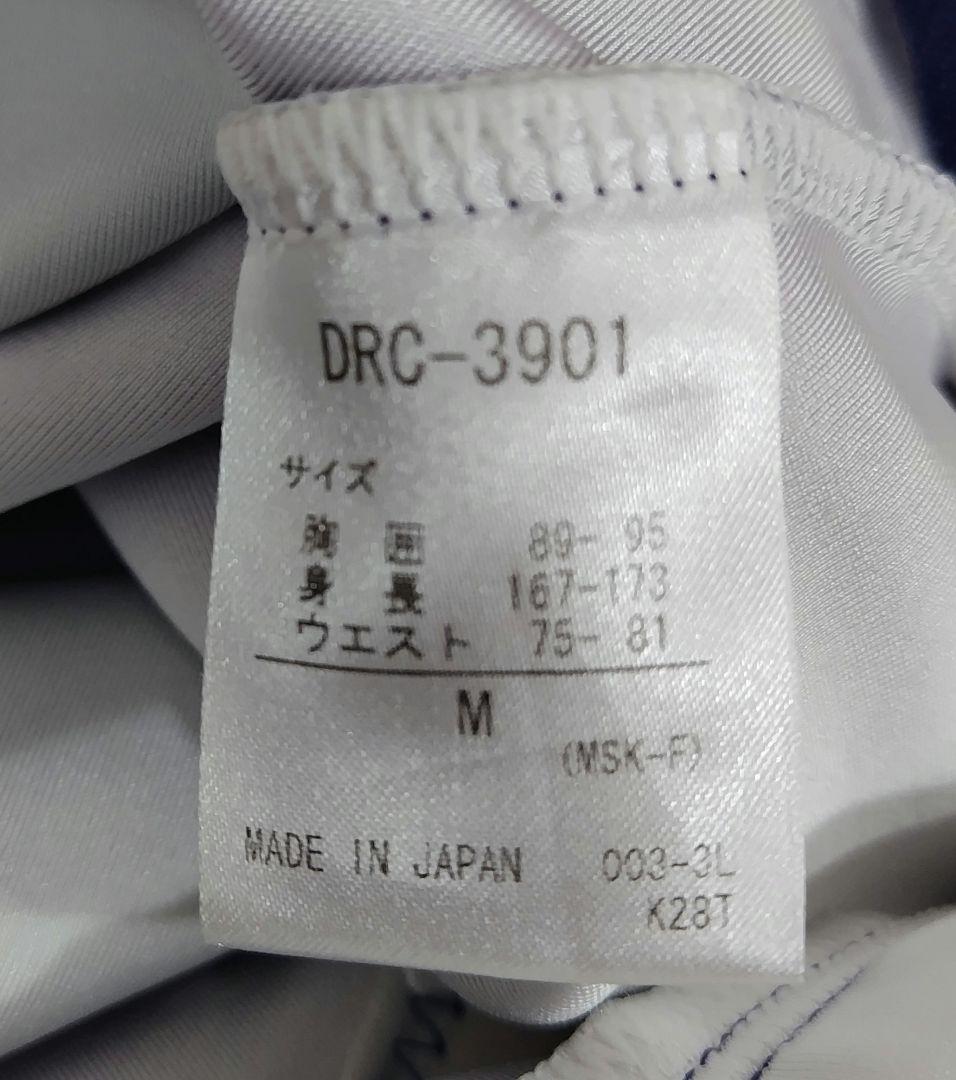 DRC-3901
サイズ
胸 囲 89- 95
身 長 167-173
ウエスト 75- 81
M
(MSK-F)
MADE IN JAPAN 003-3L
K28T